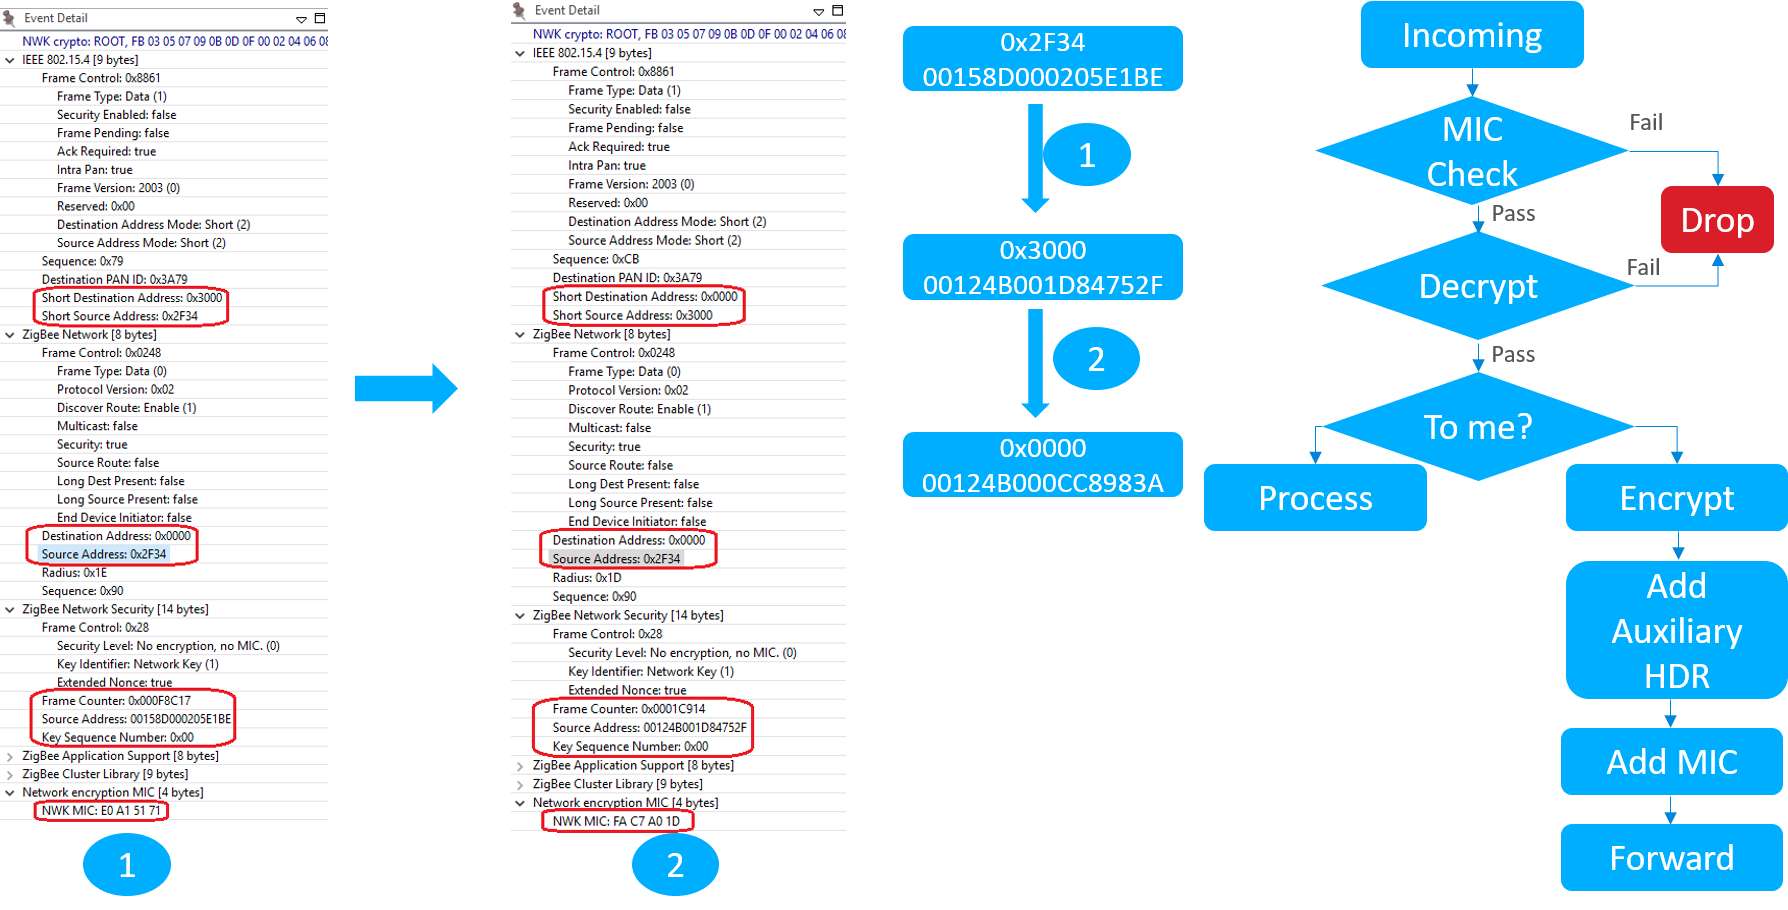 Event Detail
NWK crypto: ROOT, FB 03 05 07 09 0B 0D 0F 00 02 04 06 08
IEEE 802.15.4 [9 bytes]
Frame Control: 0x8861
Frame Type: Data (1)
Security Enabled: false
Frame Pending: false
Ack Required: true
Intra Pan: true
Frame Version: 2003 (0)
Reserved: 0x00
Destination Address Mode: Short (2)
Source Address Mode: Short (2)
Sequence: 0x79
Destination PAN ID: 0x3A79
Short Destination Address: 0x3000
Short Source Address: 0x2F34
ZigBee Network [8 bytes]
Frame Control: 0x0248
Frame Type: Data (0)
Protocol Version: 0x02
Discover Route: Enable (1)
Multicast: false
Security: true
Source Route: false
Long Dest Present: false
Long Source Present: false
End Device Initiator: false
Destination Address: 0x0000
Source Address: 0x2F34
Radius: 0x1E
Sequence: 0x90
ZigBee Network Security [14 bytes]
Frame Control: 0x28
Security Level: No encryption, no MIC. (0)
Key Identifier: Network Key (1)
Extended Nonce: true
Frame Counter: 0x000F8C17
Source Address: 00158D000205E1BE
Key Sequence Number: 0x00
ZigBee Application Support [8 bytes]
ZigBee Cluster Library [9 bytes]
Network encryption MIC [4 bytes]
NWK MIC: E0 A1 51 71
1
Event Detail
NWK crypto: ROOT, FB 03 05 07 09 0B 0D 0F 00 02 04 06 08
IEEE 802.15.4 [9 bytes]
Frame Control: 0x8861
Frame Type: Data (1)
Security Enabled: false
Frame Pending: false
Ack Required: true
Intra Pan: true
Frame Version: 2003 (0)
Reserved: 0x00
Destination Address Mode: Short (2)
Source Address Mode: Short (2)
Sequence: 0xCB
Destination PAN ID: 0x3A79
Short Destination Address: 0x0000
Short Source Address: 0x3000
ZigBee Network [8 bytes]
Frame Control: 0x0248
Frame Type: Data (0)
Protocol Version: 0x02
Discover Route: Enable (1)
Multicast: false
Security: true
Source Route: false
Long Dest Present: false
Long Source Present: false
End Device Initiator: false
Destination Address: 0x0000
Source Address: 0x2F34
Radius: 0x1D
Sequence: 0x90
ZigBee Network Security [14 bytes]
Frame Control: 0x28
Security Level: No encryption, no MIC. (0)
Key Identifier: Network Key (1)
Extended Nonce: true
Frame Counter: 0x0001C914
Source Address: 00124B001D84752F
Key Sequence Number: 0x00
ZigBee Application Support [8 bytes]
ZigBee Cluster Library [9 bytes]
Network encryption MIC [4 bytes]
NWK MIC: FA C7 A0 1D
2
0x2F34
00158D000205E1BE
1
0x3000
00124B001D84752F
2
0x0000
00124B000CC8983A
Incoming
MIC
Check
Fail
Drop
Pass
Decrypt
Fail
Pass
To me?
Process
Encrypt
Add
Auxiliary
HDR
Add MIC
Forward